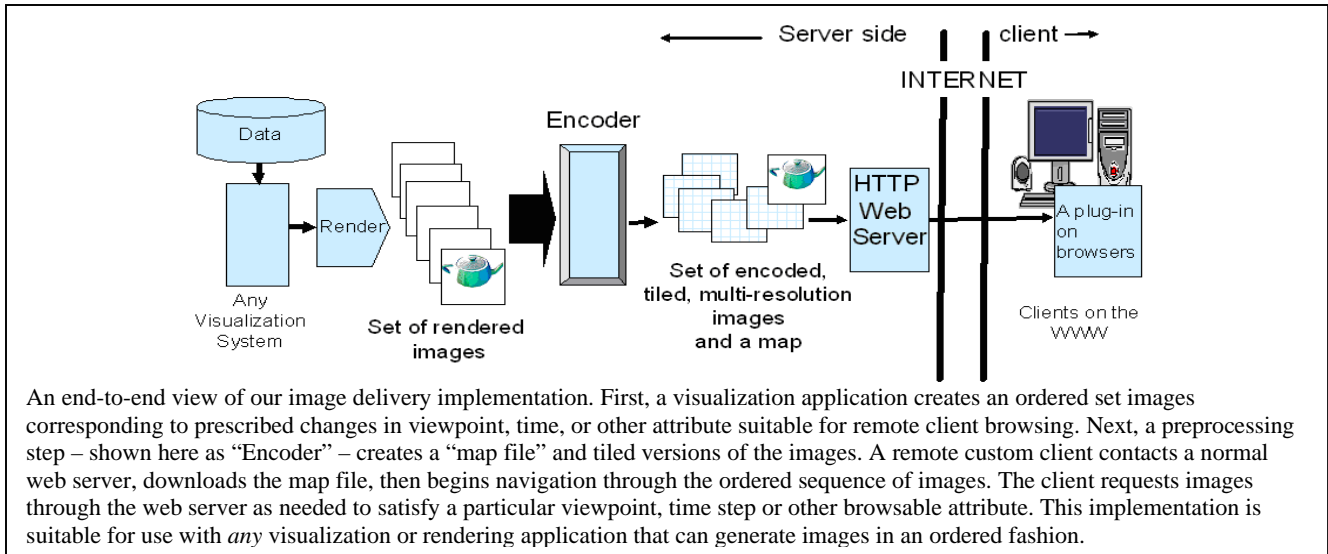 Server side
client
INTERNET
Data
Render
Any
Visualization
System
Set of rendered
images
Encoder
Set of encoded,
tiled, multi-resolution
images
and a map
HTTP
Web
Server
A plug-in
on
browsers
Clients on the
WWW
An end-to-end view of our image delivery implementation. First, a visualization application creates an ordered set images
corresponding to prescribed changes in viewpoint, time, or other attribute suitable for remote client browsing. Next, a preprocessing
step – shown here as “Encoder” – creates a “map file” and tiled versions of the images. A remote custom client contacts a normal
web server, downloads the map file, then begins navigation through the ordered sequence of images. The client requests images
through the web server as needed to satisfy a particular viewpoint, time step or other browsable attribute. This implementation is
suitable for use with any visualization or rendering application that can generate images in an ordered fashion.